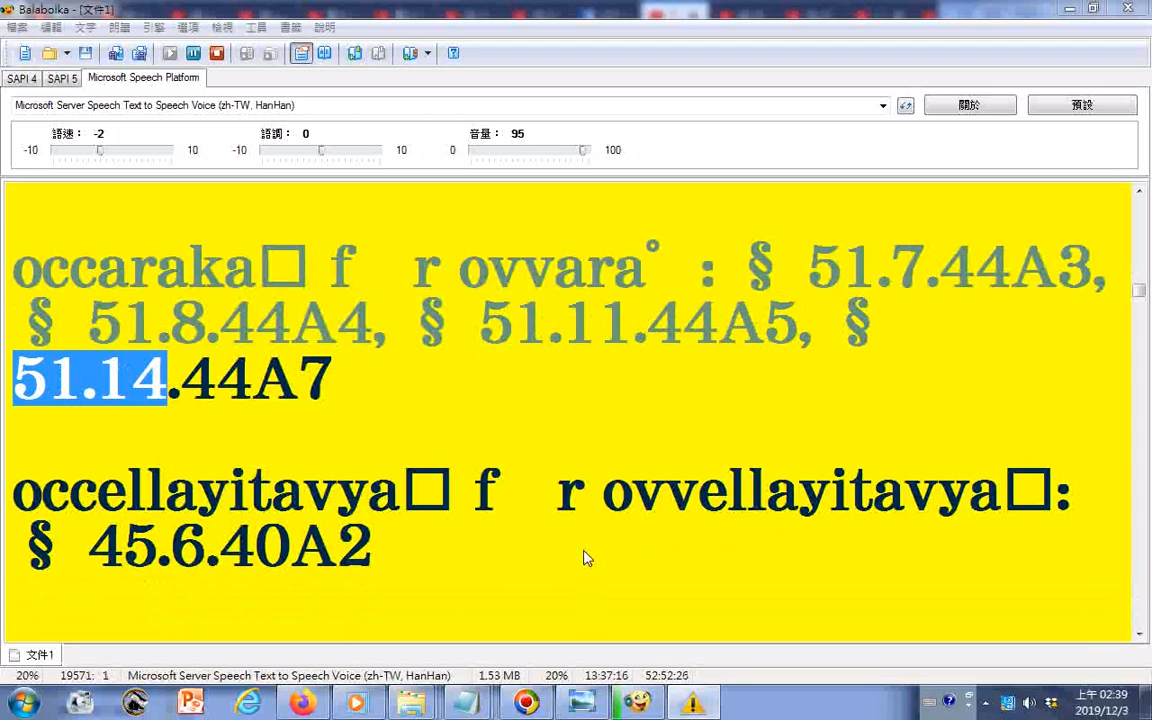 Balabolka - [文件1]
檔案 編輯 文字 朗讀 引擎 選項 檢視 工具 書籤 說明
SAPI 4 SAPI 5 Microsoft Speech Platform
Microsoft Server Speech Text to Speech Voice (zh-TW, HanHan) 關於 預設
語速： -2 語調： 0 音量： 95
-10 10 -10 10 0 100
occaraka□ f r ovvara° : § 51.7.44A3,
§ 51.8.44A4, § 51.11.44A5, §
51.14.44A7
occellayitavya□ f r ovvellayitavya□:
§ 45.6.40A2
文件1
20% 19571: 1 Microsoft Server Speech Text to Speech Voice (zh-TW, HanHan) 1.53 MB 20% 13:37:16 52:52:26
上午 02:39
2019/12/3